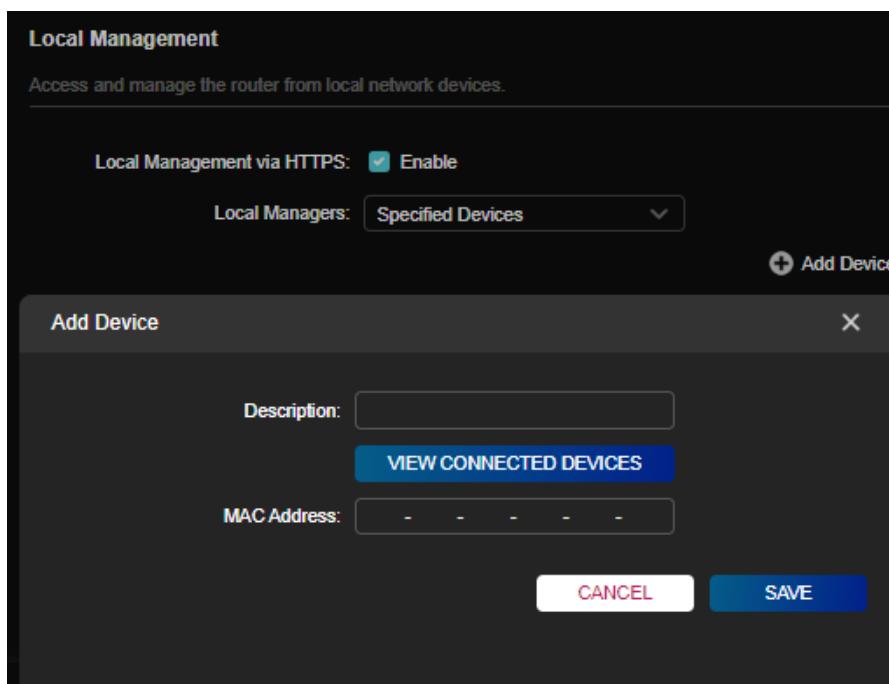 Local Management
Access and manage the router from local network devices.
Local Management via HTTPS: Enable
Local Managers: Specified Devices
Add Device
Add Device
Description:
VIEW CONNECTED DEVICES
MAC Address: - - - - -
CANCEL SAVE